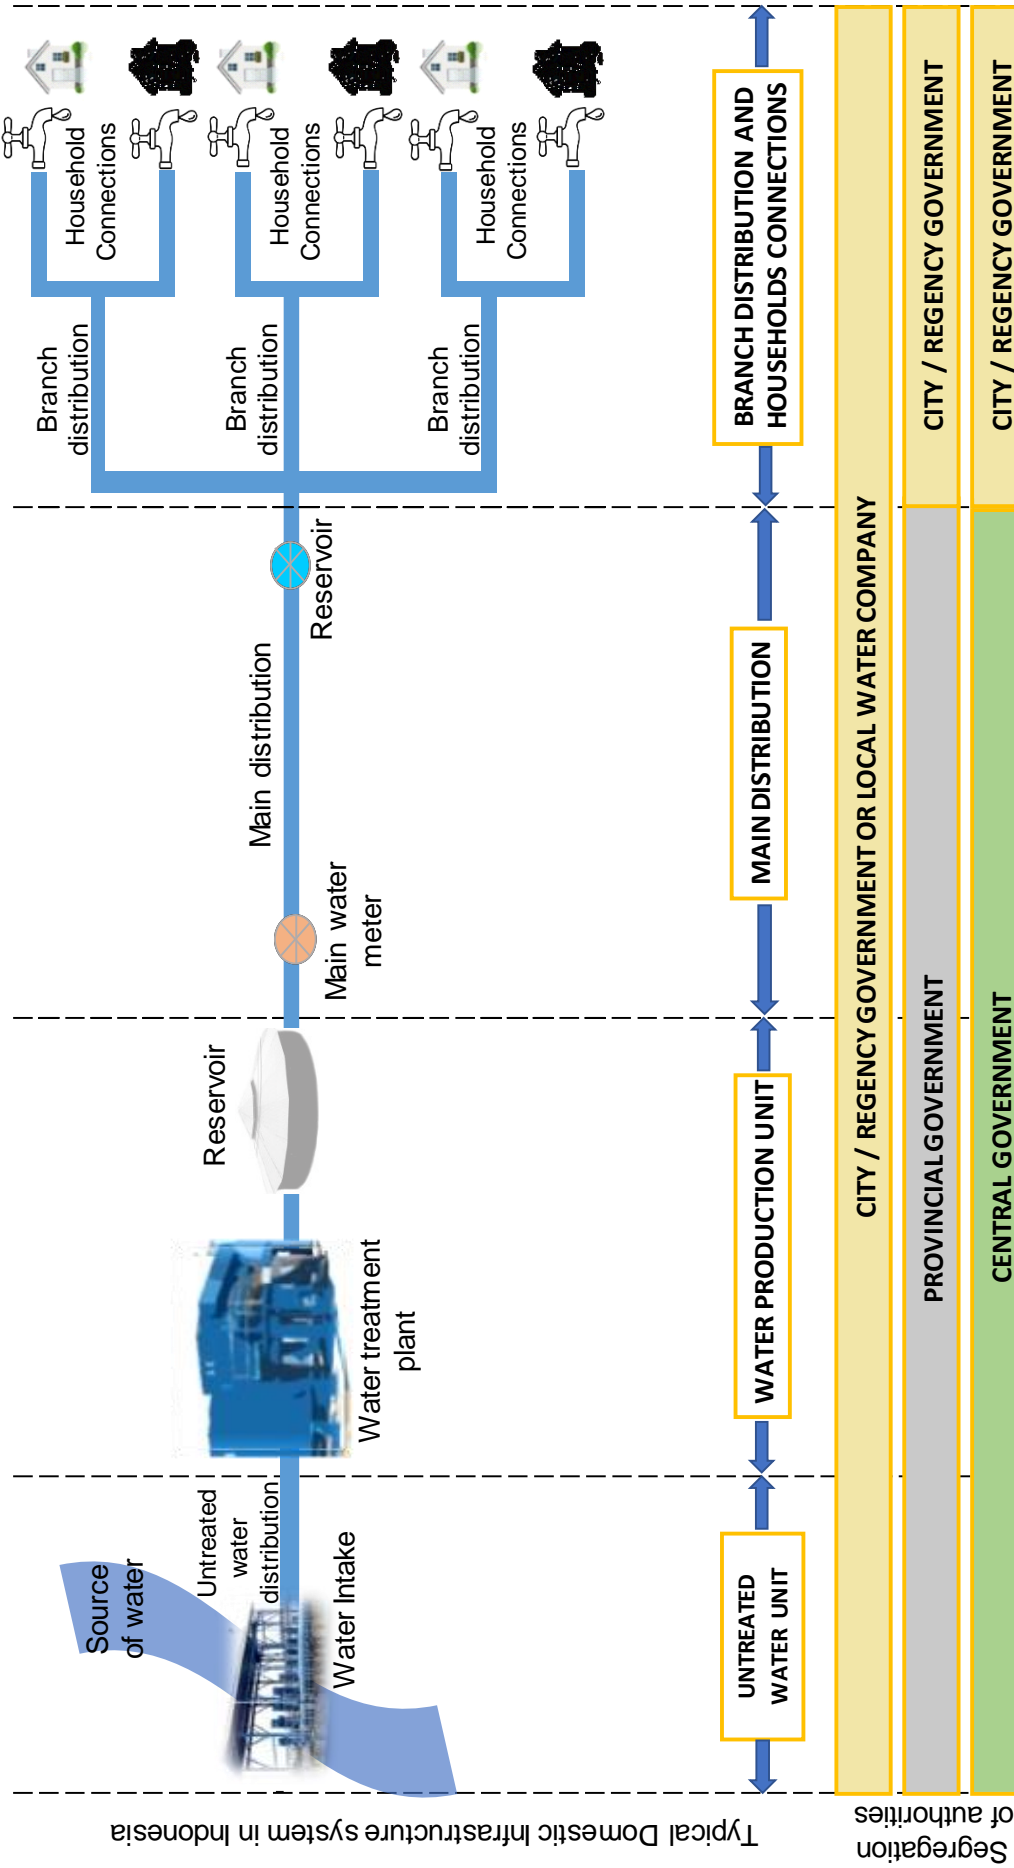 Typical Domestic Infrastructure system in Indonesia
Source
of water
Untreated
water
distribution
Water Intake
Water treatment
plant
Reservoir
Main water
meter
Main distribution
Reservoir
Branch
distribution
Branch
distribution
Branch
distribution
Household
Connections
Household
Connections
Household
Connections
UNTREATED
WATER UNIT
WATER PRODUCTION UNIT
MAIN DISTRIBUTION
BRANCH DISTRIBUTION AND
HOUSEHOLDS CONNECTIONS
Segregation
of authorities
CITY / REGENCY GOVERNMENT OR LOCAL WATER COMPANY
PROVINCIAL GOVERNMENT
CITY / REGENCY GOVERNMENT
CENTRAL GOVERNMENT
CITY / REGENCY GOVERNMENT